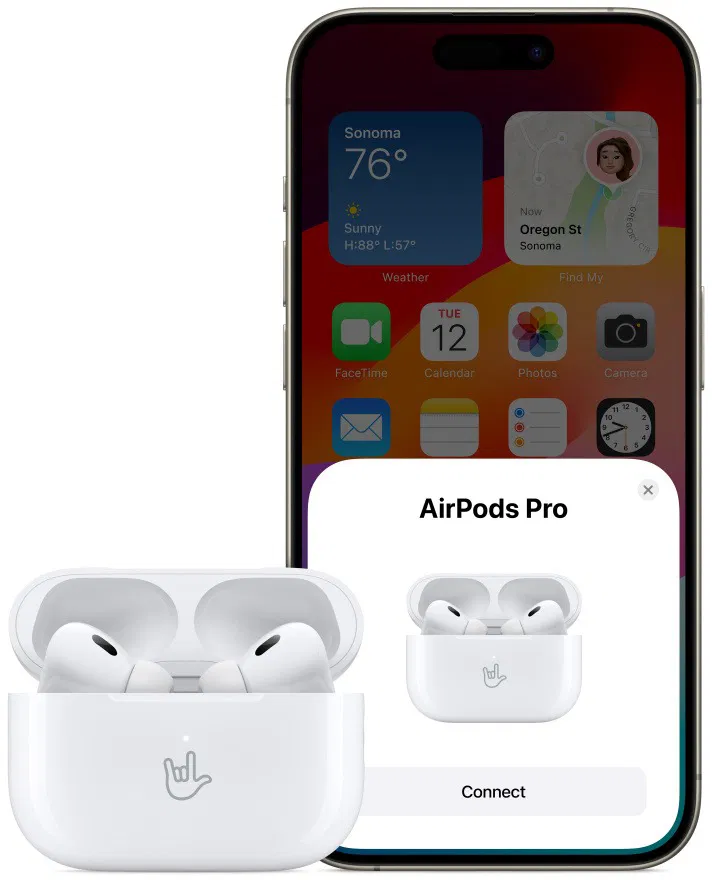 Sonoma
76°
Sunny
H:88° L:57°
Weather
Now
Oregon St
Sonoma
Find My
FaceTime
TUE
12
Calendar
Photos
Camera
AirPods Pro
Connect